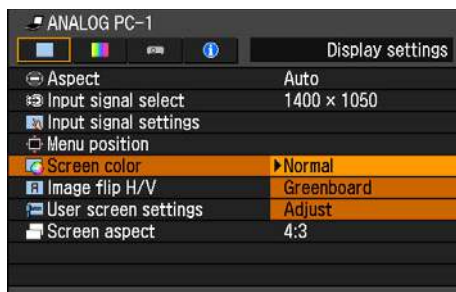 ANALOG PC-1
Display settings
Aspect Auto
Input signal select 1400 × 1050
Input signal settings
Menu position
Screen color Normal
Image flip H/V Greenboard
User screen settings Adjust
Screen aspect 4:3